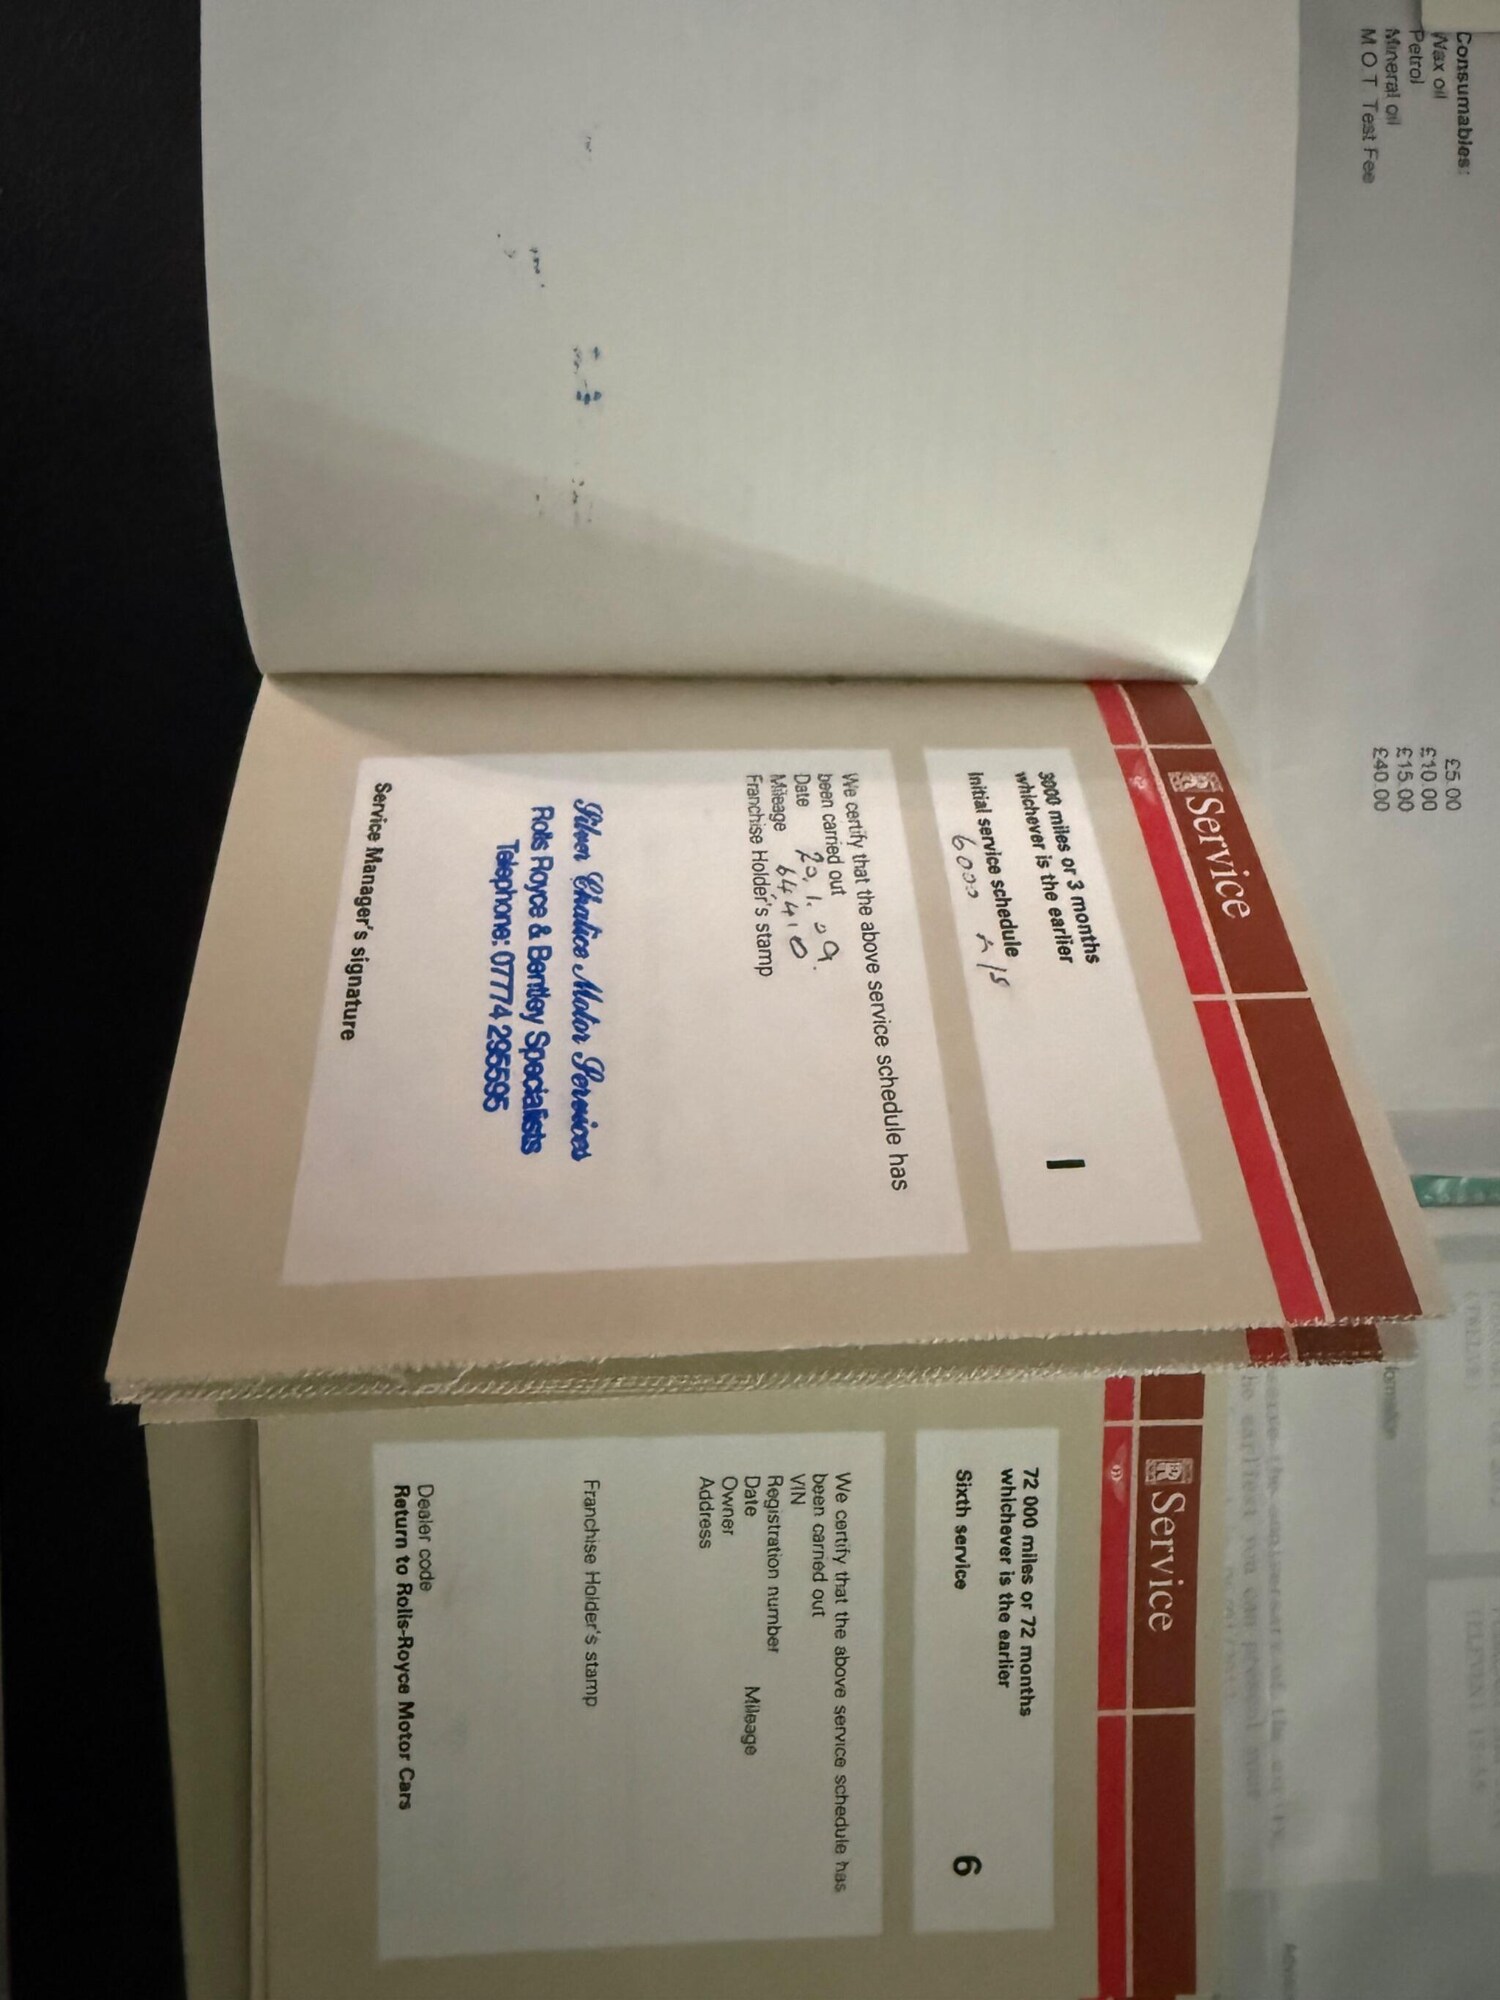 Consumables:
Wax oil £5.00
Petrol £10.00
Mineral oil £15.00
M O T Test Fee £40.00
Service
3000 miles or 3 months
whichever is the earlier
Initial service schedule
6000
1
We certify that the above service schedule has
been carried out
Date 20.1.09.
Mileage 64410
Franchise Holder's stamp
Silver Chalice Motor Services
Rolls Royce & Bentley Specialists
Telephone: 07774 295595
Service Manager's signature
Service
72 000 miles or 72 months
whichever is the earlier
Sixth service
6
We certify that the above service schedule has
been carried out
VIN
Registration number
Date Mileage
Owner
Address
Franchise Holder's stamp
Dealer code
Return to Rolls-Royce Motor Cars